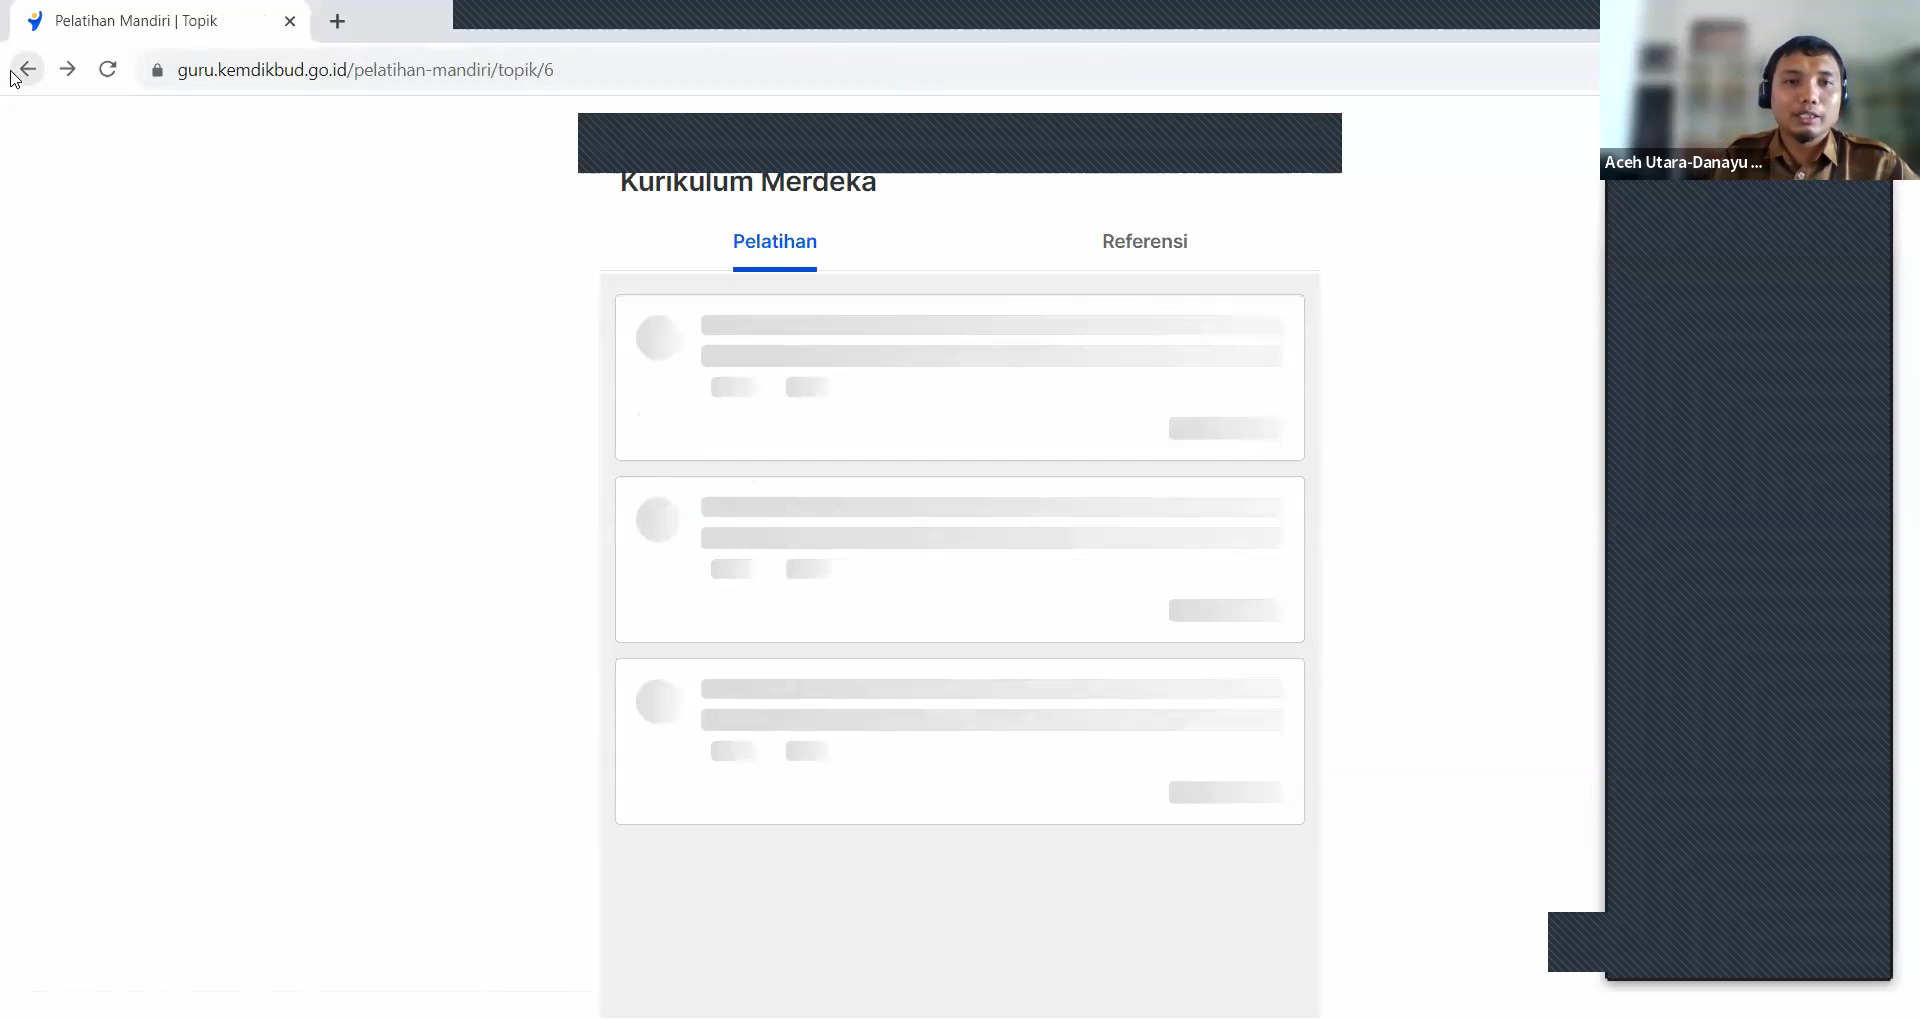 Pelatihan Mandiri | Topik
guru.kemdikbud.go.id/pelatihan-mandiri/topik/6
Aceh Utara-Danayu ...
Kurikulum Merdeka
Pelatihan
Referensi